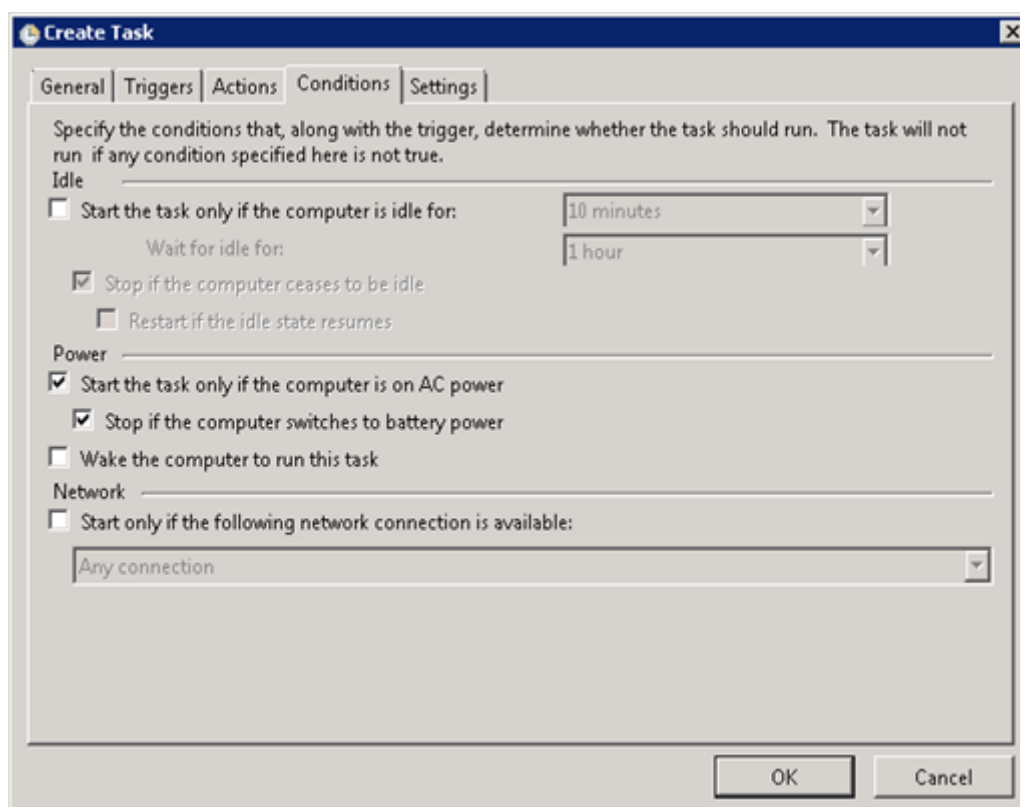 Create Task
General Triggers Actions Conditions Settings
Specify the conditions that, along with the trigger, determine whether the task should run. The task will not
run if any condition specified here is not true.
Idle
Start the task only if the computer is idle for: 10 minutes
Wait for idle for: 1 hour
Stop if the computer ceases to be idle
Restart if the idle state resumes
Power
Start the task only if the computer is on AC power
Stop if the computer switches to battery power
Wake the computer to run this task
Network
Start only if the following network connection is available:
Any connection
OK Cancel